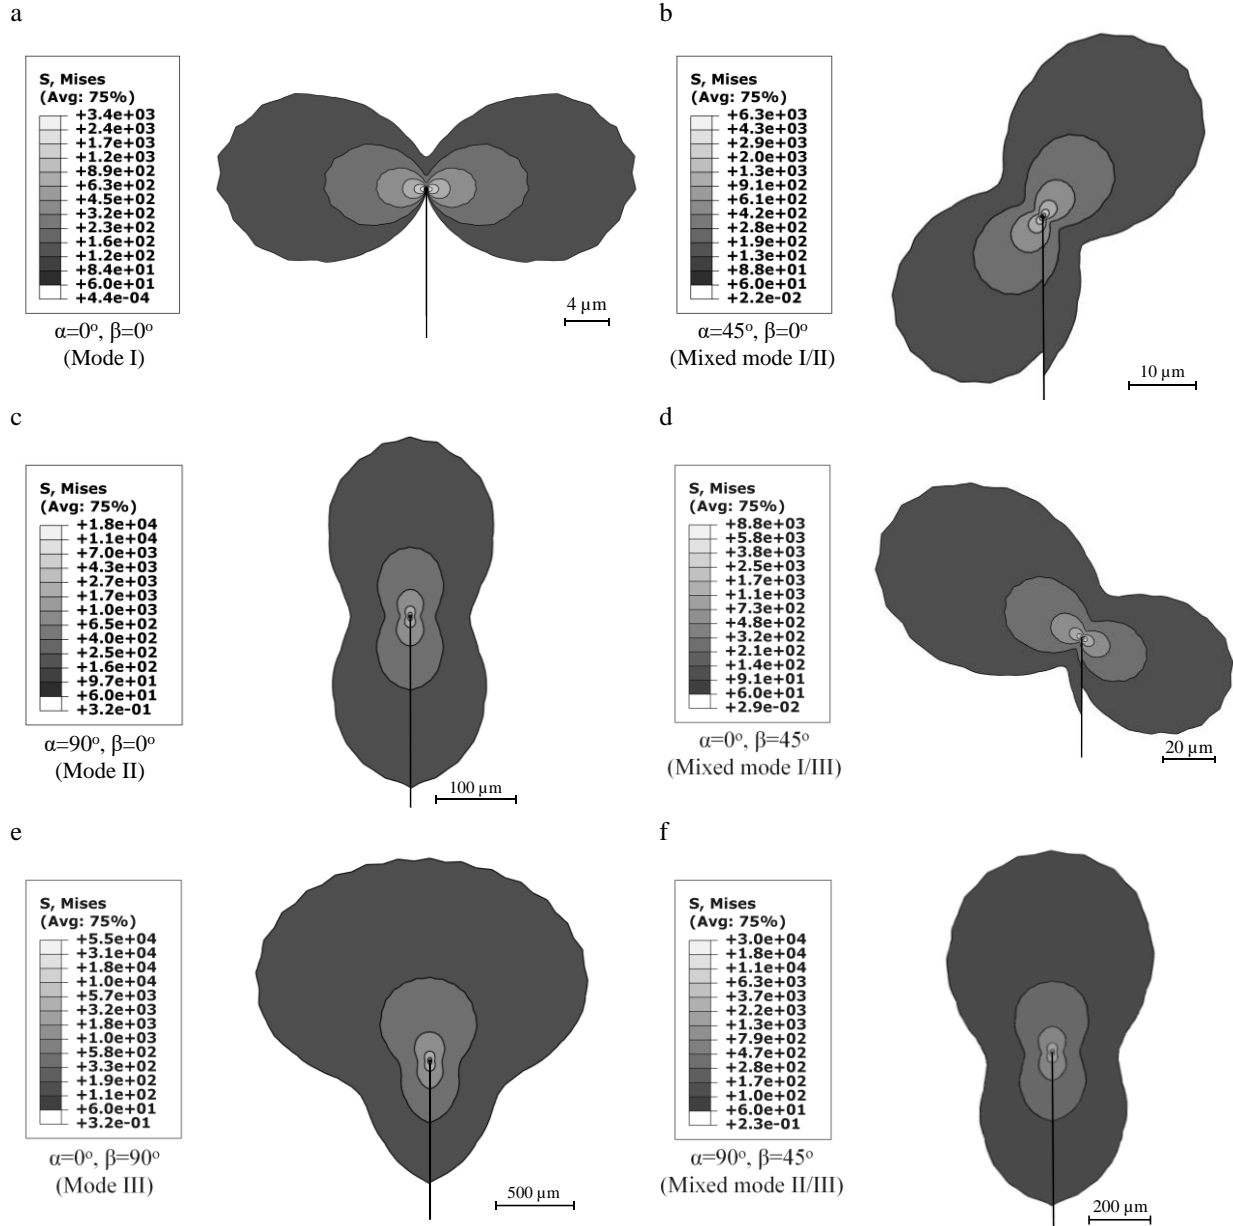 a
S, Mises
(Avg: 75%)
+3.4e+03
+2.4e+03
+1.7e+03
+1.2e+03
+8.9e+02
+6.3e+02
+4.5e+02
+3.2e+02
+2.3e+02
+1.6e+02
+1.2e+02
+8.4e+01
+6.0e+01
+4.4e-04
4 µm
α=0°, β=0°
(Mode I)
b
S, Mises
(Avg: 75%)
+6.3e+03
+4.3e+03
+2.9e+03
+2.0e+03
+1.3e+03
+9.1e+02
+6.1e+02
+4.2e+02
+2.8e+02
+1.9e+02
+1.3e+02
+8.8e+01
+6.0e+01
+2.2e-02
10 µm
α=45°, β=0°
(Mixed mode I/II)
c
S, Mises
(Avg: 75%)
+1.8e+04
+1.1e+04
+7.0e+03
+4.3e+03
+2.7e+03
+1.7e+03
+1.0e+03
+6.5e+02
+4.0e+02
+2.5e+02
+1.6e+02
+9.7e+01
+6.0e+01
+3.2e-01
α=90°, β=0°
(Mode II)
100 µm
d
S, Mises
(Avg: 75%)
+8.8e+03
+5.8e+03
+3.8e+03
+2.5e+03
+1.7e+03
+1.1e+03
+7.3e+02
+4.8e+02
+3.2e+02
+2.1e+02
+1.4e+02
+9.1e+01
+6.0e+01
+2.9e-02
α=0°, β=45°
(Mixed mode I/III)
20 µm
e
S, Mises
(Avg: 75%)
+5.5e+04
+3.1e+04
+1.8e+04
+1.0e+04
+5.7e+03
+3.2e+03
+1.8e+03
+1.0e+03
+5.8e+02
+3.3e+02
+1.9e+02
+1.1e+02
+6.0e+01
+3.2e-01
α=0°, β=90°
(Mode III)
500 µm
f
S, Mises
(Avg: 75%)
+3.0e+04
+1.8e+04
+1.1e+04
+6.3e+03
+3.7e+03
+2.2e+03
+1.3e+03
+7.9e+02
+4.7e+02
+2.8e+02
+1.7e+02
+1.0e+02
+6.0e+01
+2.3e-01
α=90°, β=45°
(Mixed mode II/III)
200 µm